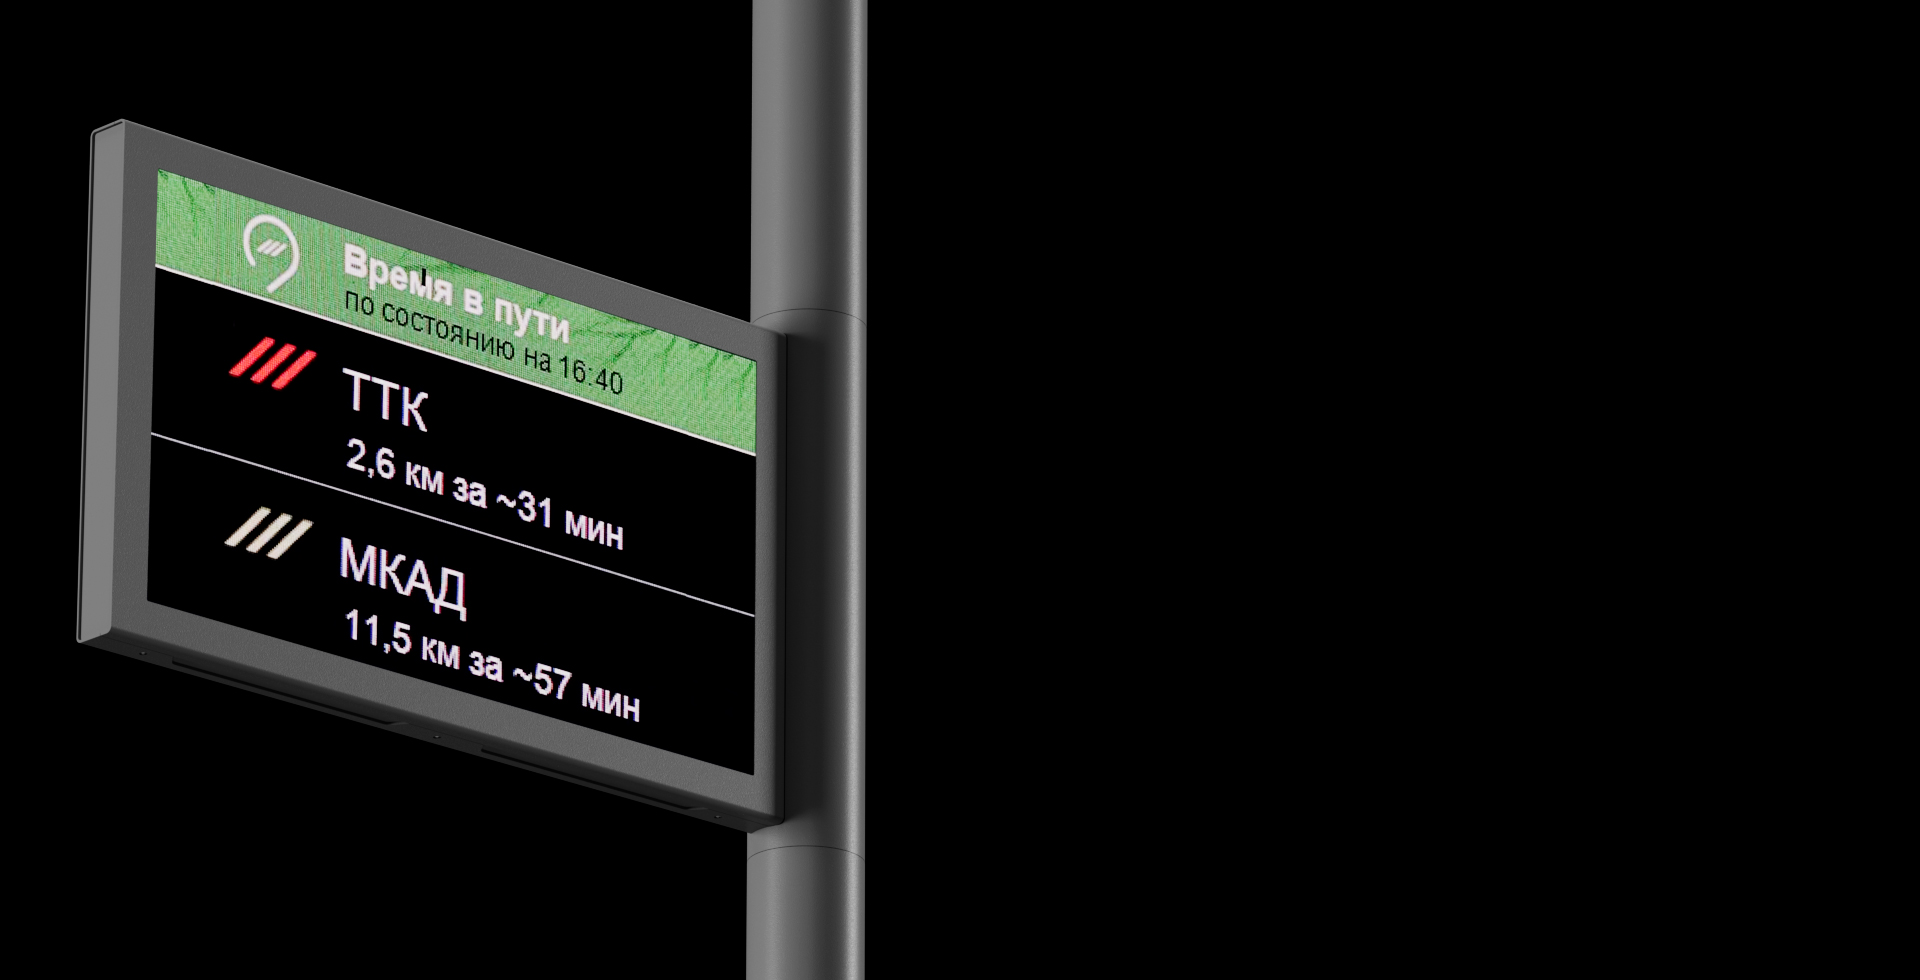 Время в пути
по состоянию на 16:40
ТТК
2,6 км за ~31 мин
МКАД
11,5 км за ~57 мин